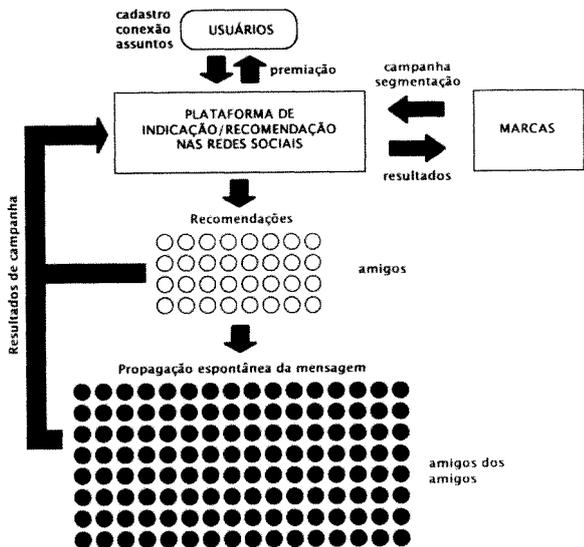 cadastro
conexão
assuntos
USUÁRIOS
premiação
campanha
segmentação
PLATAFORMA DE
INDICAÇÃO/RECOMENDAÇÃO
NAS REDES SOCIAIS
MARCAS
resultados
Recomendações
amigos
Resultados de campanha
Propagação espontânea da mensagem
amigos dos
amigos